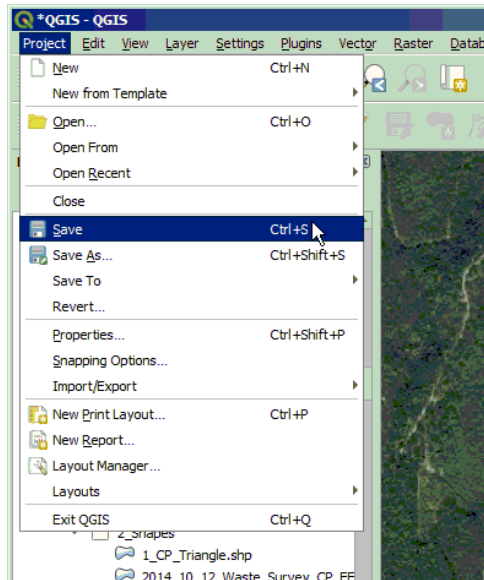 *QGIS - QGIS
Project Edit View Layer Settings Plugins Vector Raster Datab
New Ctrl+N
New from Template
Open... Ctrl+O
Open From
Open Recent
Close
Save Ctrl+S
Save As... Ctrl+Shift+S
Save To
Revert...
Properties... Ctrl+Shift+P
Snapping Options...
Import/Export
New Print Layout... Ctrl+P
New Report...
Layout Manager...
Layouts
Exit QGIS Ctrl+Q
2_Shapes
1_CP_Triangle.shp
2014_10_12_Waste_Survey_CP_FF